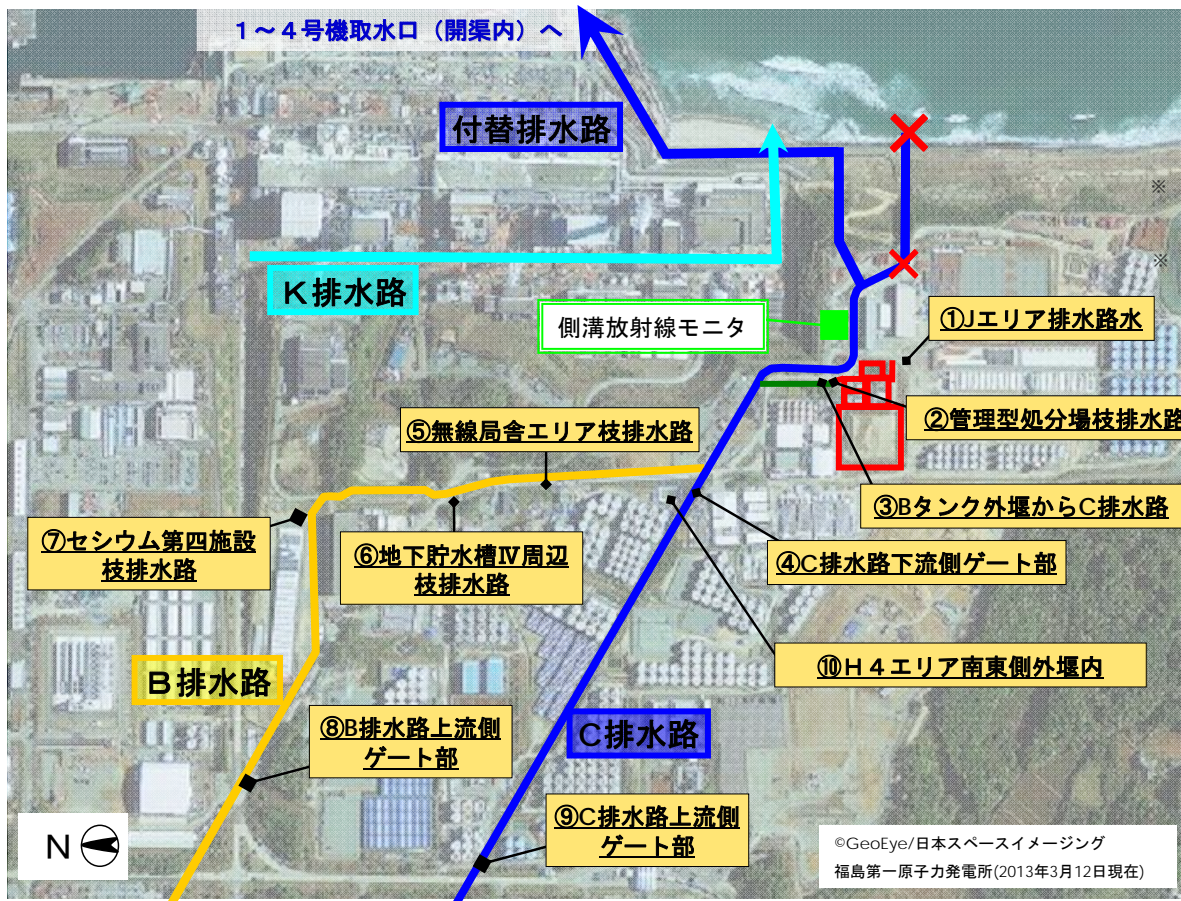 1～4号機取水口（開渠内）へ
付替排水路
※
※
K排水路
側溝放射線モニタ
①Jエリア排水路水
②管理型処分場枝排水路
⑤無線局舎エリア枝排水路
③Bタンク外堰からC排水路
⑦セシウム第四施設
枝排水路
⑥地下貯水槽Ⅳ周辺
枝排水路
④C排水路下流側ゲート部
⑩H4エリア南東側外堰内
B排水路
⑧B排水路上流側
ゲート部
C排水路
⑨C排水路上流側
ゲート部
N
©GeoEye/日本スペースイメージング
福島第一原子力発電所(2013年3月12日現在)